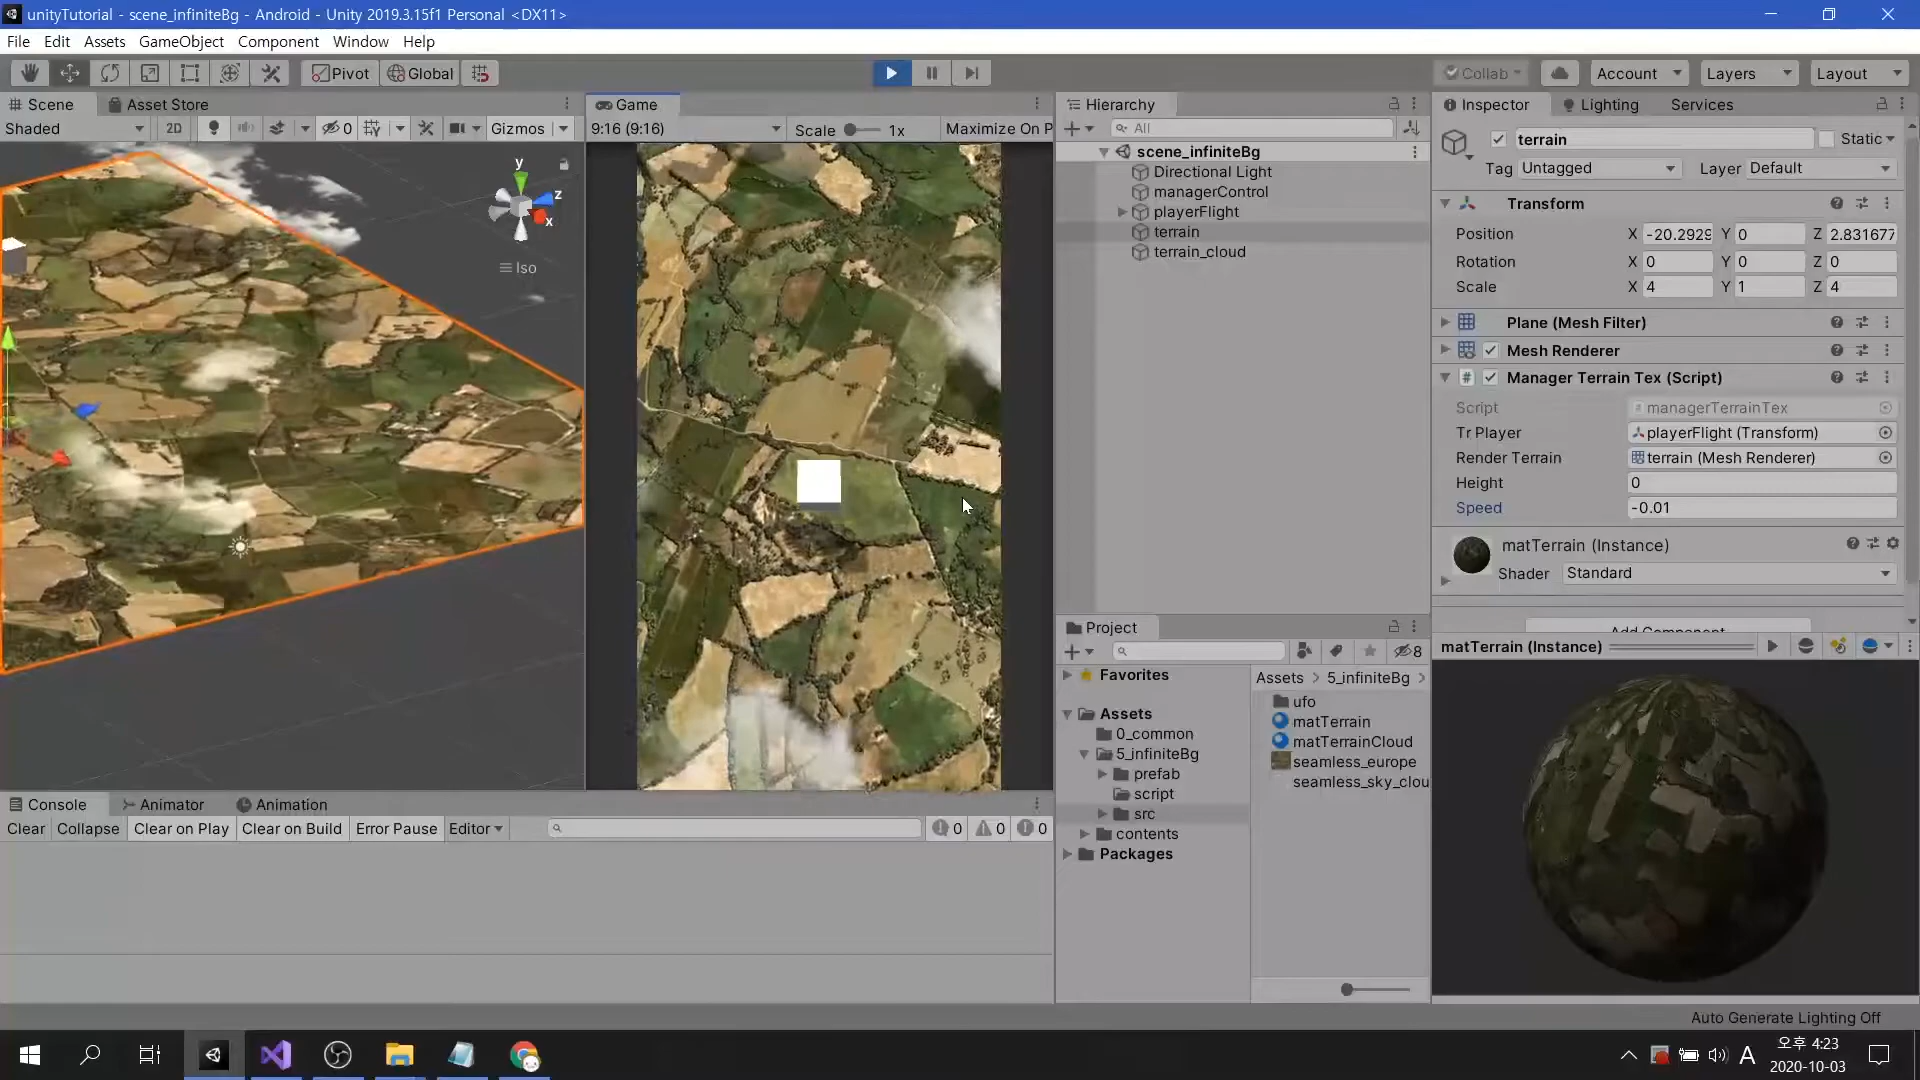 unityTutorial - scene_infiniteBg - Android - Unity 2019.3.15f1 Personal <DX11>
File Edit Assets GameObject Component Window Help
Pivot Global Collab Account Layers Layout
Scene Asset Store
Shaded 2D 0 Gizmos
y
z
x
Iso
Game
9:16 (9:16) Scale 1x Maximize On P
Hierarchy
All
scene_infiniteBg
Directional Light
managerControl
playerFlight
terrain
terrain_cloud
Inspector Lighting Services
terrain Static
Tag Untagged Layer Default
Transform
Position X -20.2929 Y 0 Z 2.831677
Rotation X 0 Y 0 Z 0
Scale X 4 Y 1 Z 4
Plane (Mesh Filter)
Mesh Renderer
# Manager Terrain Tex (Script)
Script managerTerrainTex
Tr Player playerFlight (Transform)
Render Terrain terrain (Mesh Renderer)
Height 0
Speed -0.01
matTerrain (Instance)
Shader Standard
Add Component
matTerrain (Instance)
Project
8
Favorites
Assets
0_common
5_infiniteBg
prefab
script
src
contents
Packages
Assets > 5_infiniteBg >
ufo
matTerrain
matTerrainCloud
seamless_europe
seamless_sky_clou
Console Animator Animation
Clear Collapse Clear on Play Clear on Build Error Pause Editor 0 0 0
Auto Generate Lighting Off
A
오후 4:23
2020-10-03